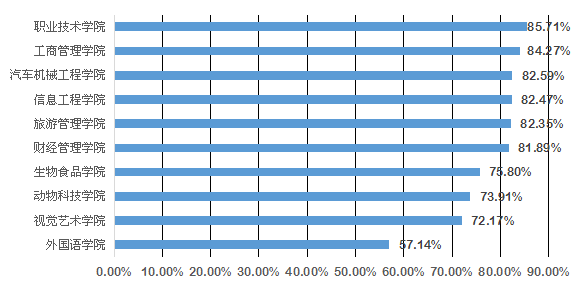 职业技术学院 85.71%
工商管理学院 84.27%
汽车机械工程学院 82.59%
信息工程学院 82.47%
旅游管理学院 82.35%
财经管理学院 81.89%
生物食品学院 75.80%
动物科技学院 73.91%
视觉艺术学院 72.17%
外国语学院 57.14%
0.00% 10.00% 20.00% 30.00% 40.00% 50.00% 60.00% 70.00% 80.00% 90.00%